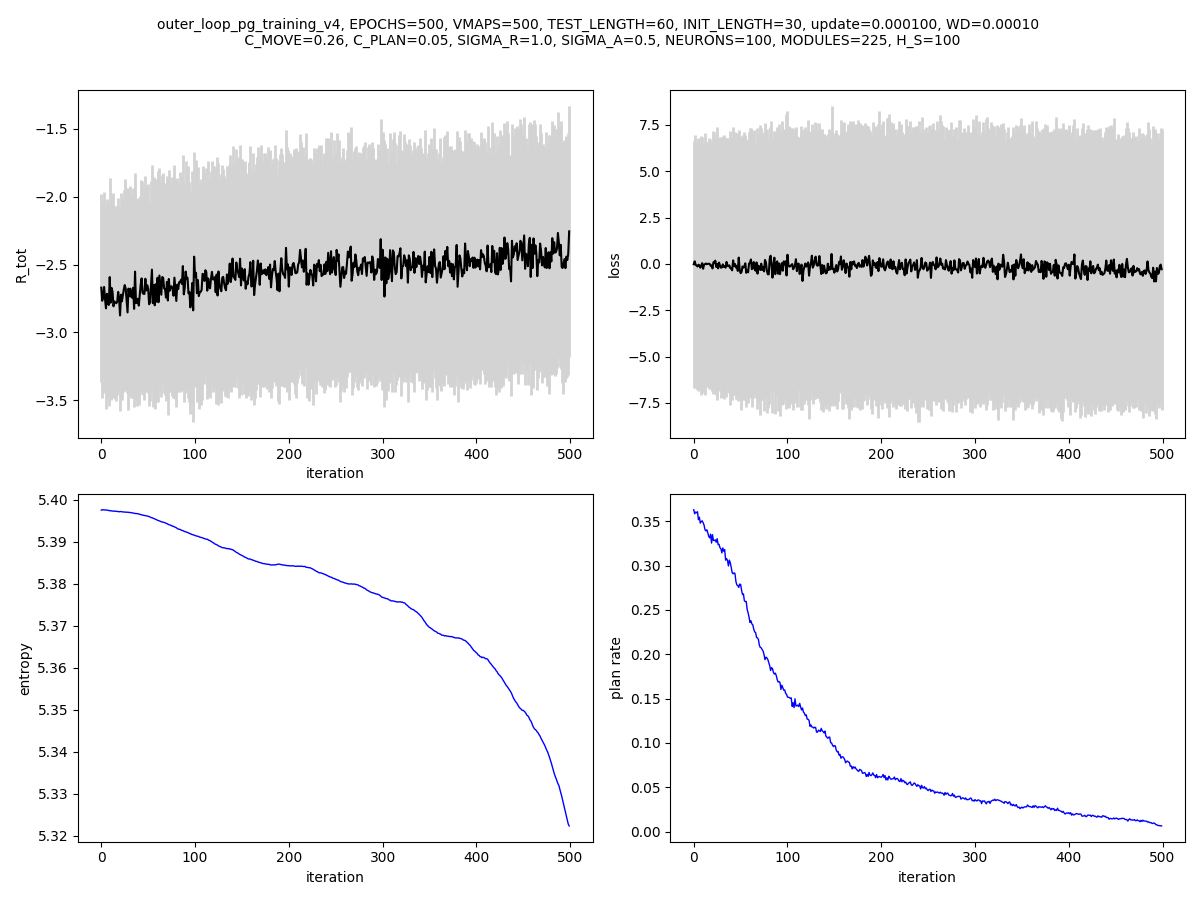 outer_loop_pg_training_v4, EPOCHS=500, VMAPS=500, TEST_LENGTH=60, INIT_LENGTH=30, update=0.000100, WD=0.00010
C_MOVE=0.26, C_PLAN=0.05, SIGMA_R=1.0, SIGMA_A=0.5, NEURONS=100, MODULES=225, H_S=100
R_tot
−1.5
−2.0
−2.5
−3.0
−3.5
0 100 200 300 400 500
iteration
loss
7.5
5.0
2.5
0.0
−2.5
−5.0
−7.5
0 100 200 300 400 500
iteration
entropy
5.40
5.39
5.38
5.37
5.36
5.35
5.34
5.33
5.32
0 100 200 300 400 500
iteration
plan rate
0.35
0.30
0.25
0.20
0.15
0.10
0.05
0.00
0 100 200 300 400 500
iteration